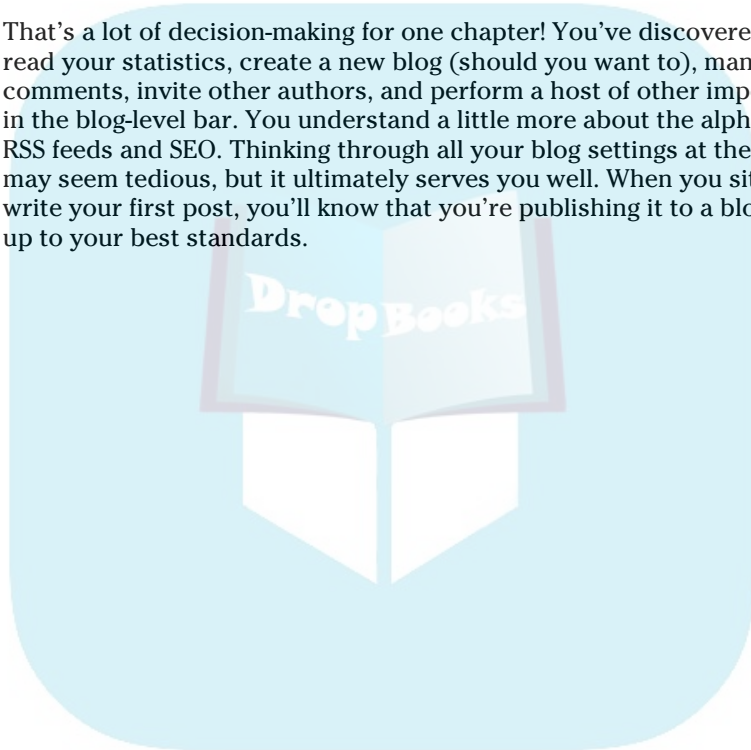 That’s a lot of decision-making for one chapter! You’ve discovere
read your statistics, create a new blog (should you want to), man
comments, invite other authors, and perform a host of other imp
in the blog-level bar. You understand a little more about the alph
RSS feeds and SEO. Thinking through all your blog settings at the
may seem tedious, but it ultimately serves you well. When you sit
write your first post, you’ll know that you’re publishing it to a blo
up to your best standards.
DropBooks